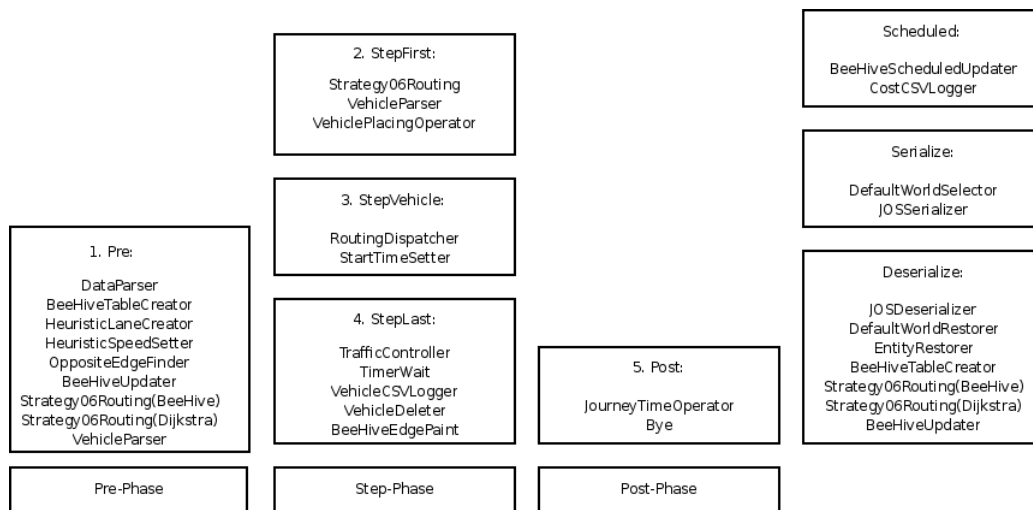 1. Pre:
DataParser
BeeHiveTableCreator
HeuristicLaneCreator
HeuristicSpeedSetter
OppositeEdgeFinder
BeeHiveUpdater
Strategy06Routing(BeeHive)
Strategy06Routing(Dijkstra)
VehicleParser
Pre-Phase
2. StepFirst:
Strategy06Routing
VehicleParser
VehiclePlacingOperator
3. StepVehicle:
RoutingDispatcher
StartTimeSetter
4. StepLast:
TrafficController
TimerWait
VehicleCSVLogger
VehicleDeleter
BeeHiveEdgePaint
Step-Phase
5. Post:
JourneyTimeOperator
Bye
Post-Phase
Scheduled:
BeeHiveScheduledUpdater
CostCSVLogger
Serialize:
DefaultWorldSelector
JOSSerializer
Deserialize:
JOSDeserializer
DefaultWorldRestorer
EntityRestorer
BeeHiveTableCreator
Strategy06Routing(BeeHive)
Strategy06Routing(Dijkstra)
BeeHiveUpdater